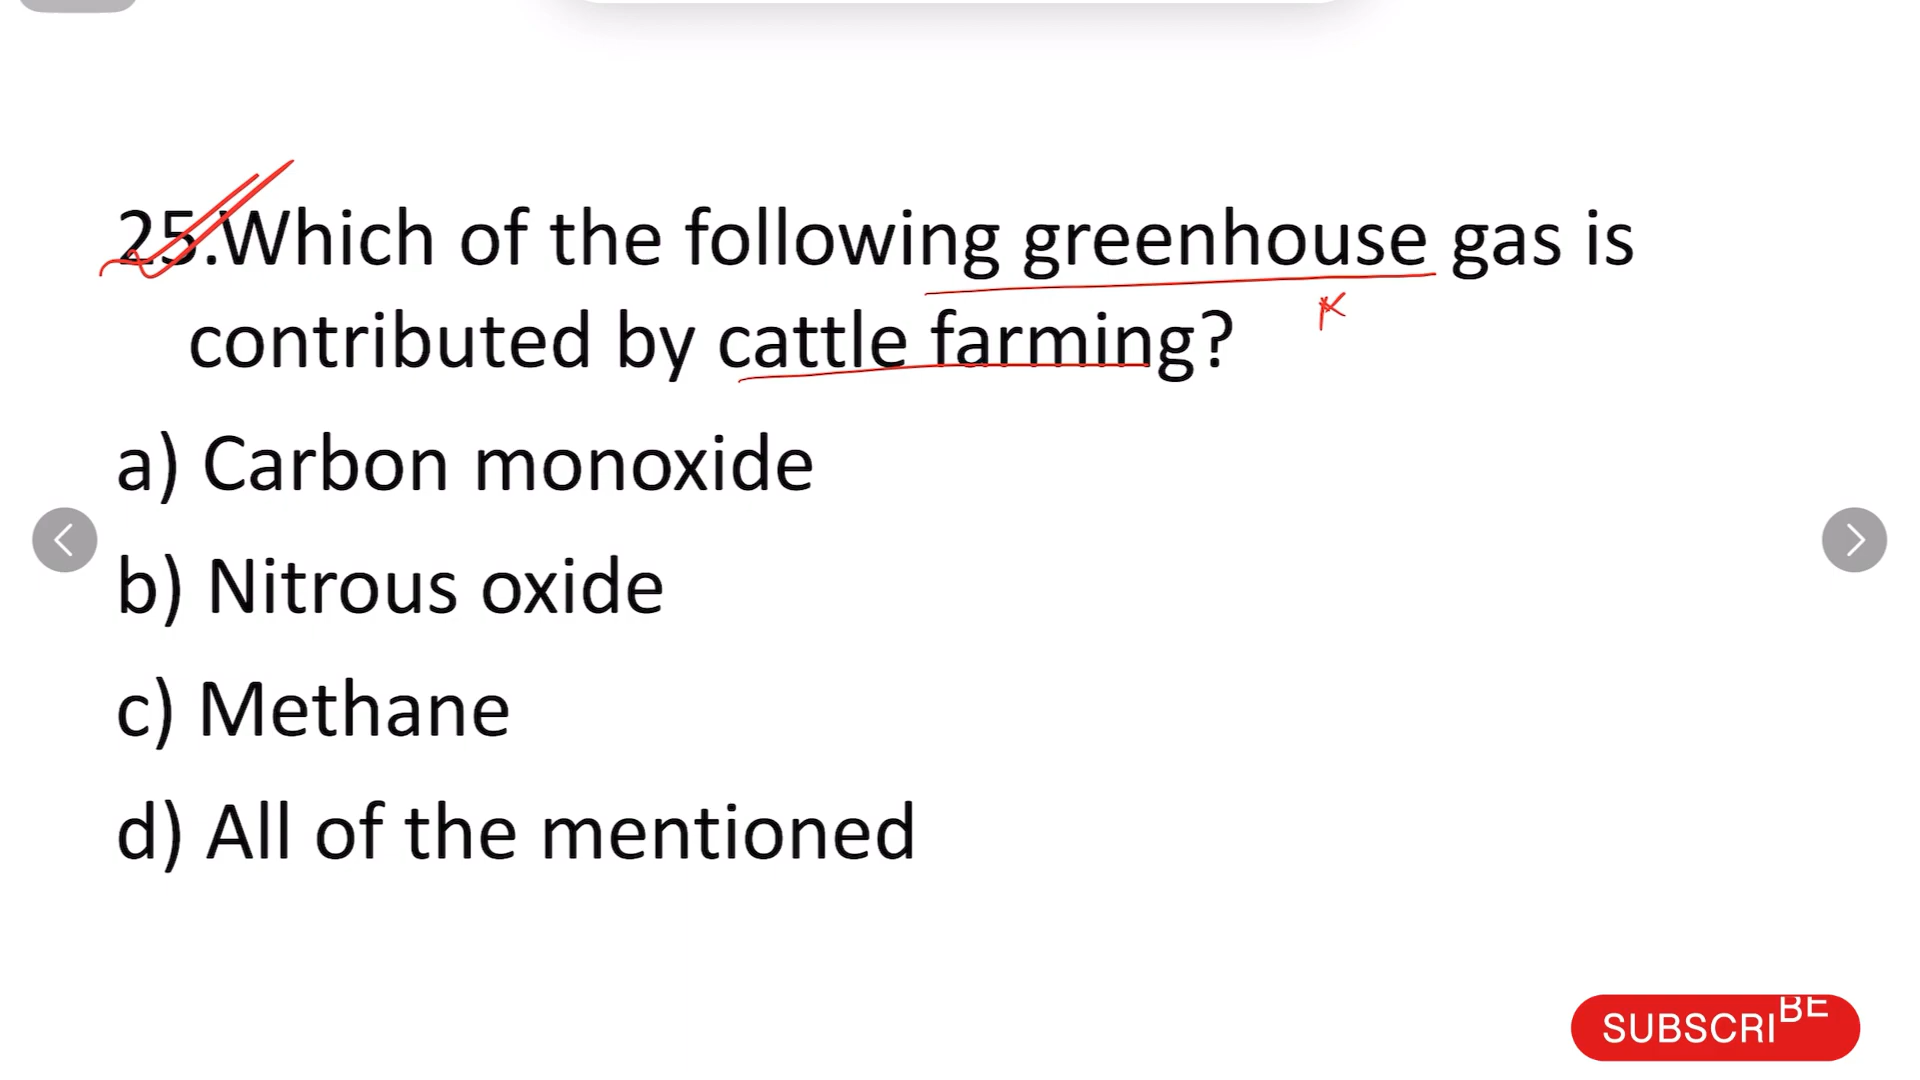 25.Which of the following greenhouse gas is
contributed by cattle farming?
a) Carbon monoxide
b) Nitrous oxide
c) Methane
d) All of the mentioned
SUBSCRIBE